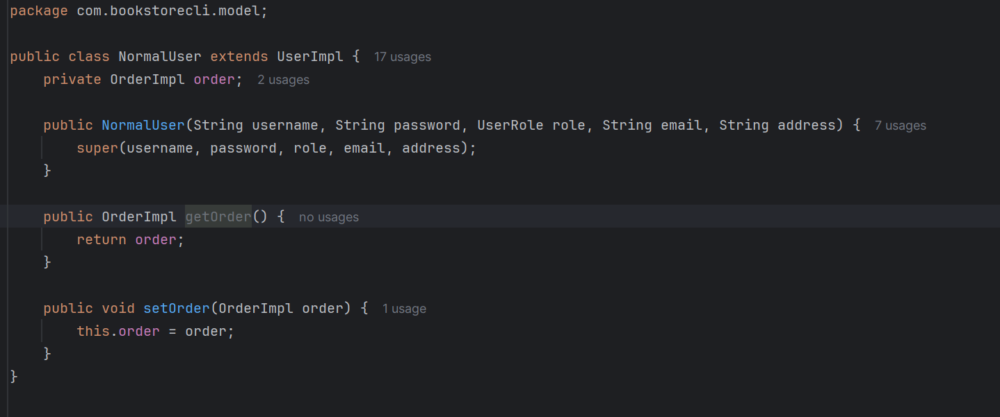 package com.bookstorecli.model;
public class NormalUser extends UserImpl { 17 usages
private OrderImpl order; 2 usages
public NormalUser(String username, String password, UserRole role, String email, String address) { 7 usages
super(username, password, role, email, address);
}
public OrderImpl getOrder() { no usages
return order;
}
public void setOrder(OrderImpl order) { 1 usage
this.order = order;
}
}